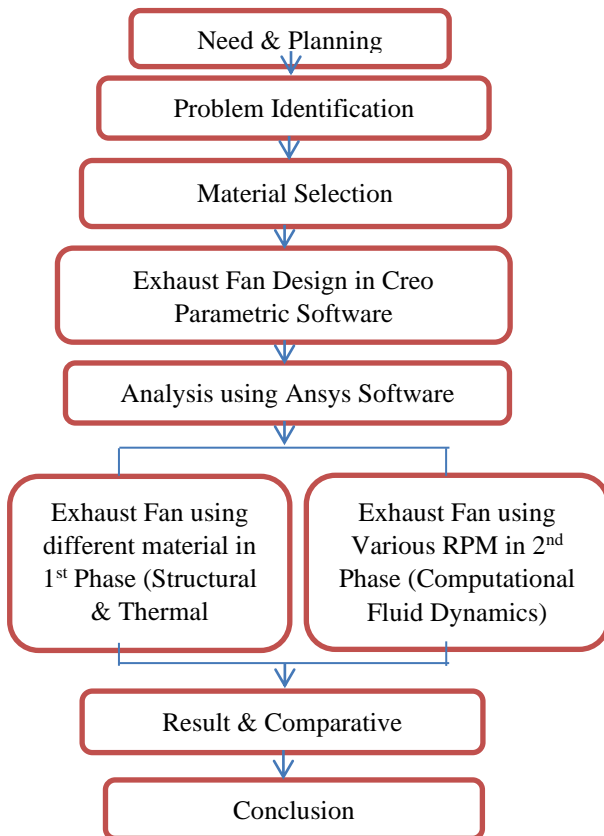 Need & Planning
Problem Identification
Material Selection
Exhaust Fan Design in Creo
Parametric Software
Analysis using Ansys Software
Exhaust Fan using
different material in
1st Phase (Structural
& Thermal
Exhaust Fan using
Various RPM in 2nd
Phase (Computational
Fluid Dynamics)
Result & Comparative
Conclusion